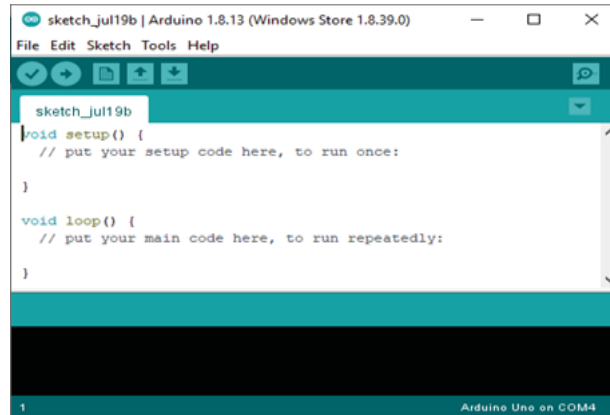 sketch_jul19b | Arduino 1.8.13 (Windows Store 1.8.39.0)
File Edit Sketch Tools Help
sketch_jul19b
void setup() {
  // put your setup code here, to run once:
}
void loop() {
  // put your main code here, to run repeatedly:
}
1 Arduino Uno on COM4